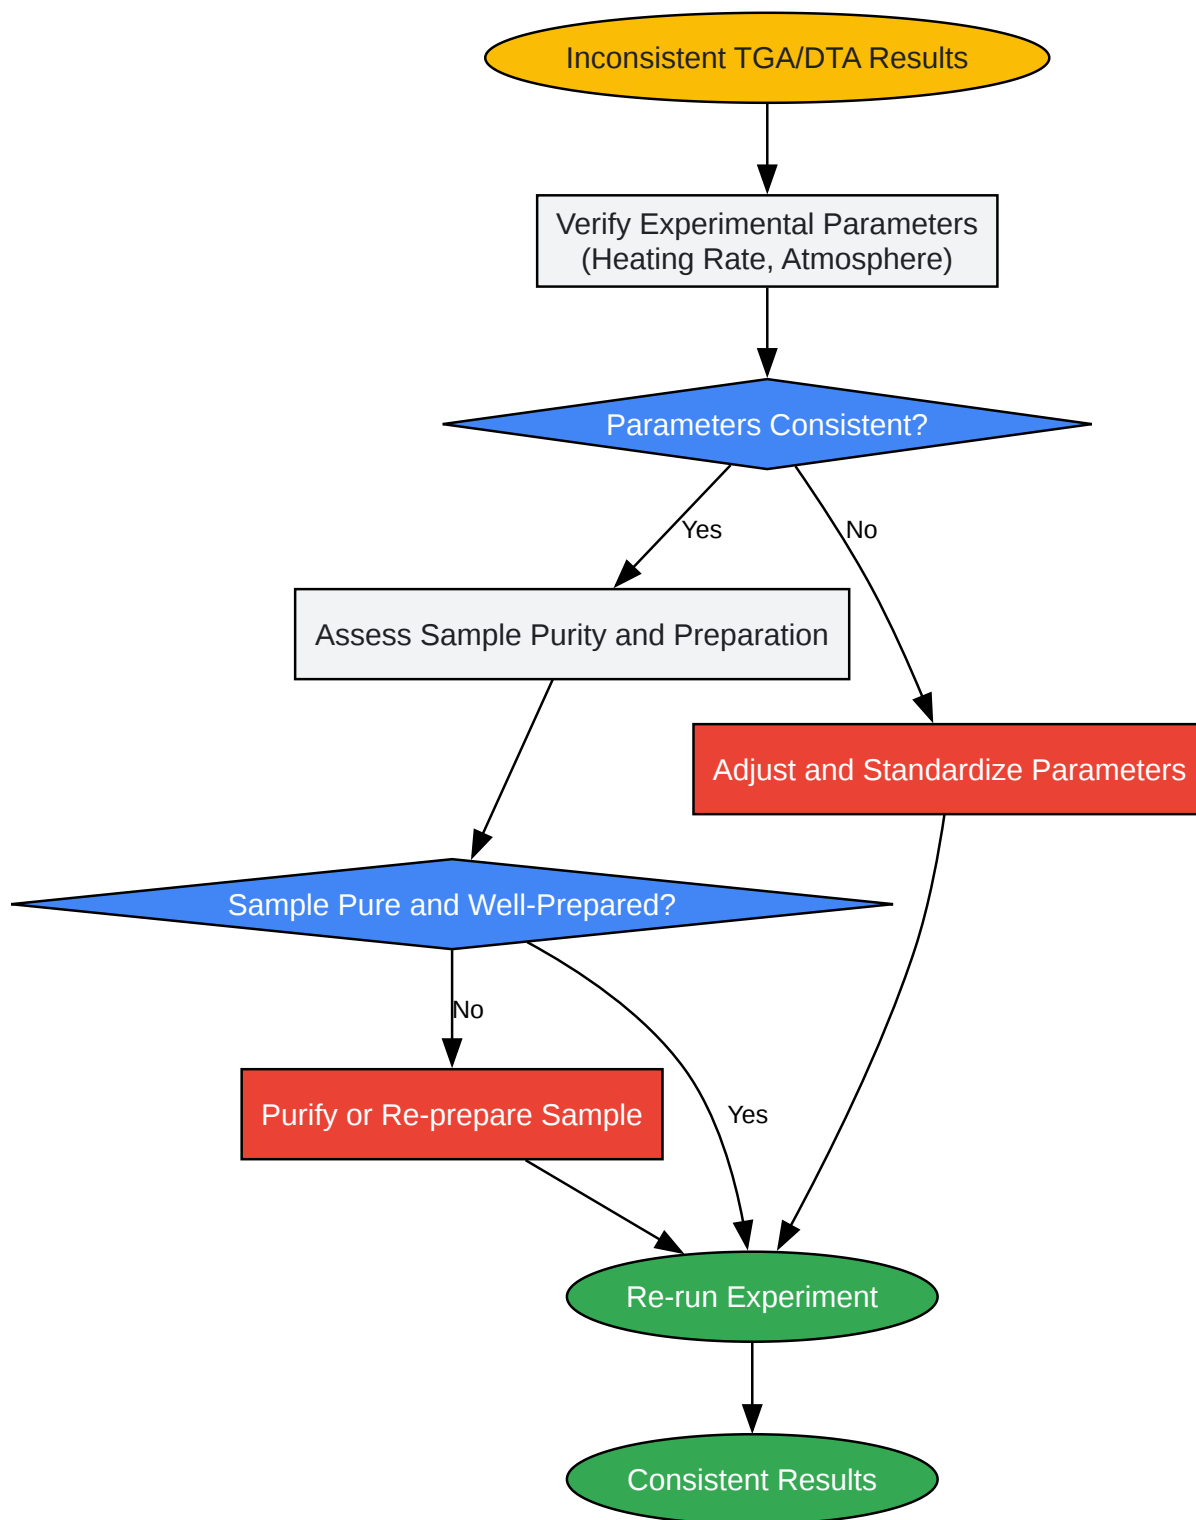 Inconsistent TGA/DTA Results
Verify Experimental Parameters
(Heating Rate, Atmosphere)
Parameters Consistent?
Yes
No
Assess Sample Purity and Preparation
Adjust and Standardize Parameters
Sample Pure and Well-Prepared?
No
Purify or Re-prepare Sample
Yes
Re-run Experiment
Consistent Results